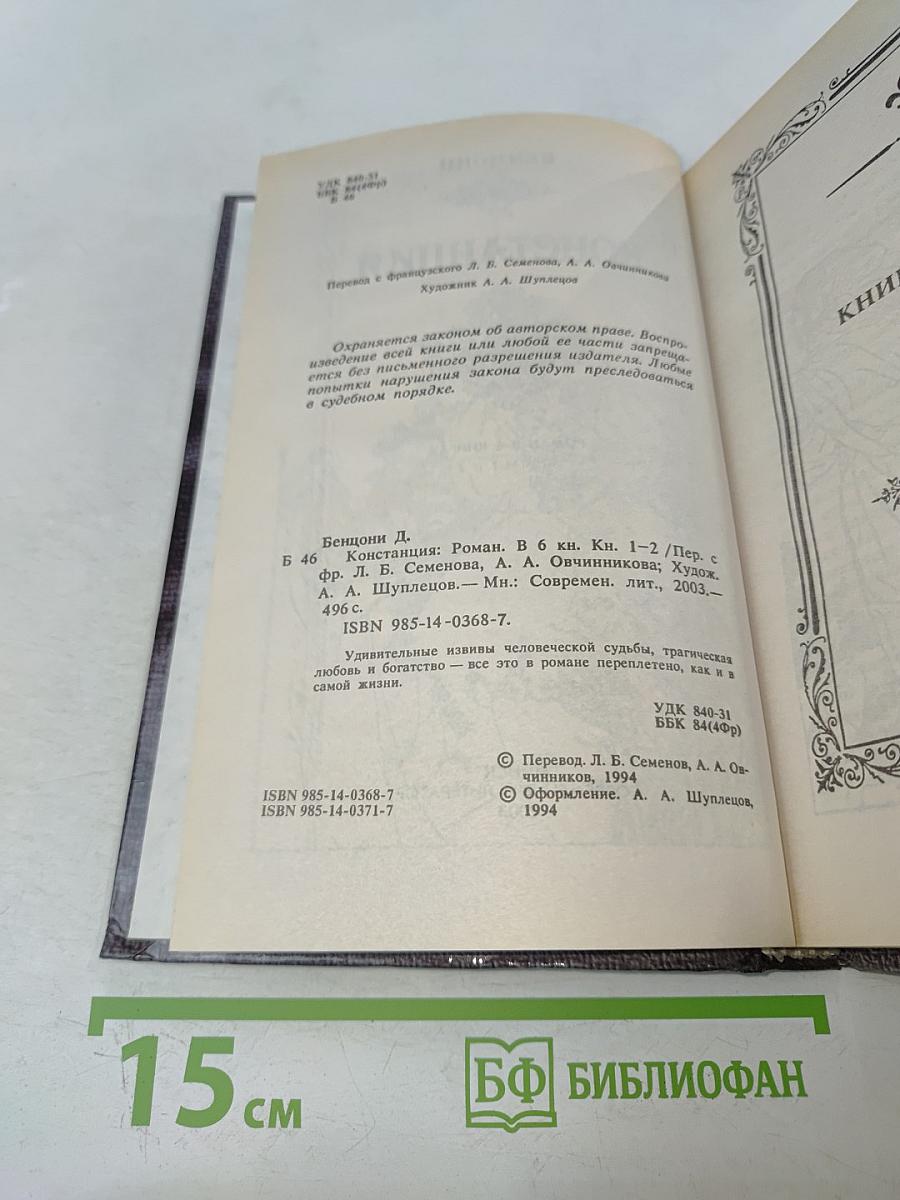 УДК 840-31
ББК 84(4Фр)
Б 46
Перевод с французского Л. Б. Семенова, А. А. Овчинникова
Художник А. А. Шуплецов
Охраняется законом об авторском праве. Воспро-
изведение всей книги или любой ее части запреща-
ется без письменного разрешения издателя. Любые
попытки нарушения закона будут преследоваться
в судебном порядке.
Бенцони Д.
Б 46 Констанция: Роман. В 6 кн. Кн. 1—2 /Пер. с
фр. Л. Б. Семенова, А. А. Овчинникова; Худож.
А. А. Шуплецов.— Мн.: Современ. лит., 2003.—
496 с.
ISBN 985-14-0368-7.
Удивительные извивы человеческой судьбы, трагическая
любовь и богатство — все это в романе переплетено, как и в
самой жизни.
УДК 840-31
ББК 84(4Фр)
© Перевод. Л. Б. Семенов, А. А. Ов-
чинников, 1994
ISBN 985-14-0368-7
ISBN 985-14-0371-7
© Оформление. А. А. Шуплецов,
1994
15 см
БФ БИБЛИОФАН